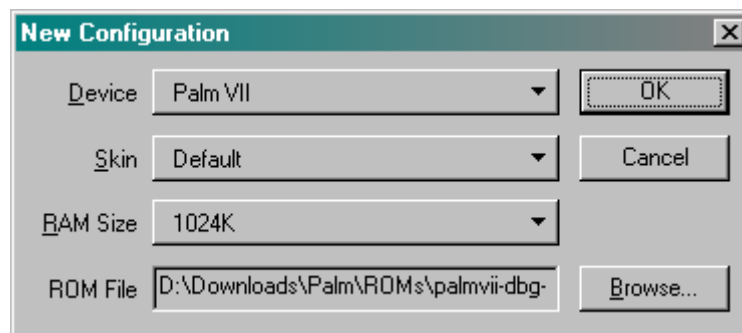 New Configuration
Device Palm VII OK
Skin Default Cancel
RAM Size 1024K
ROM File D:\Downloads\Palm\ROMs\palmvii-dbg- Browse...